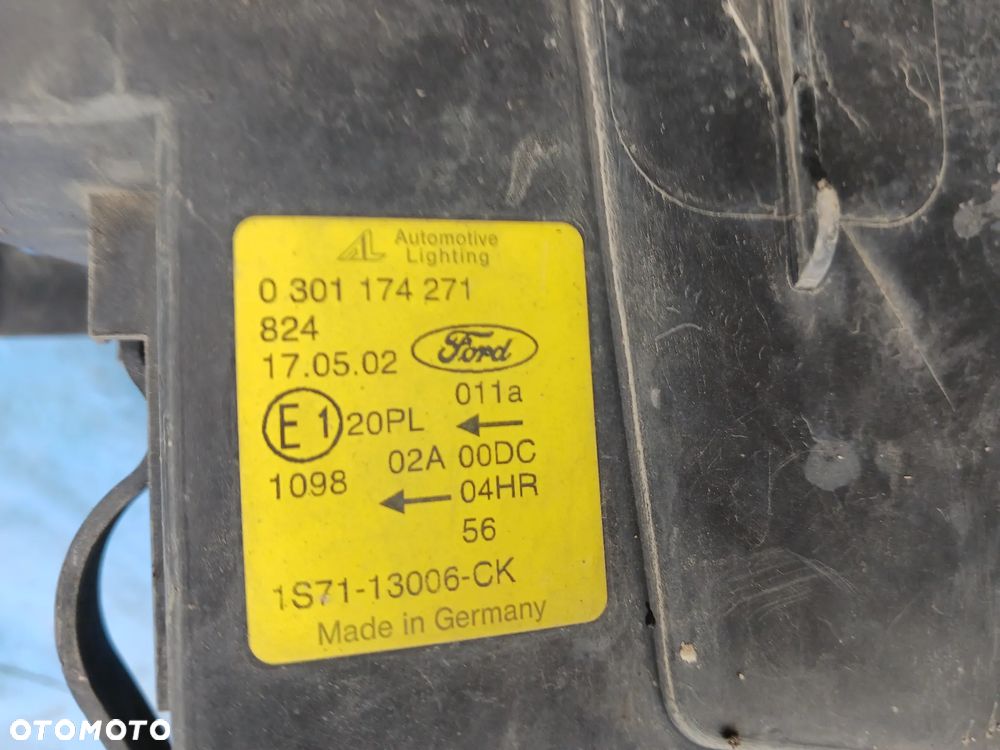 AL Automotive
Lighting
0 301 174 271
824
17.05.02 Ford
011a
E1 20PL
02A 00DC
1098 04HR
56
1S71-13006-CK
Made in Germany
OTOMOTO